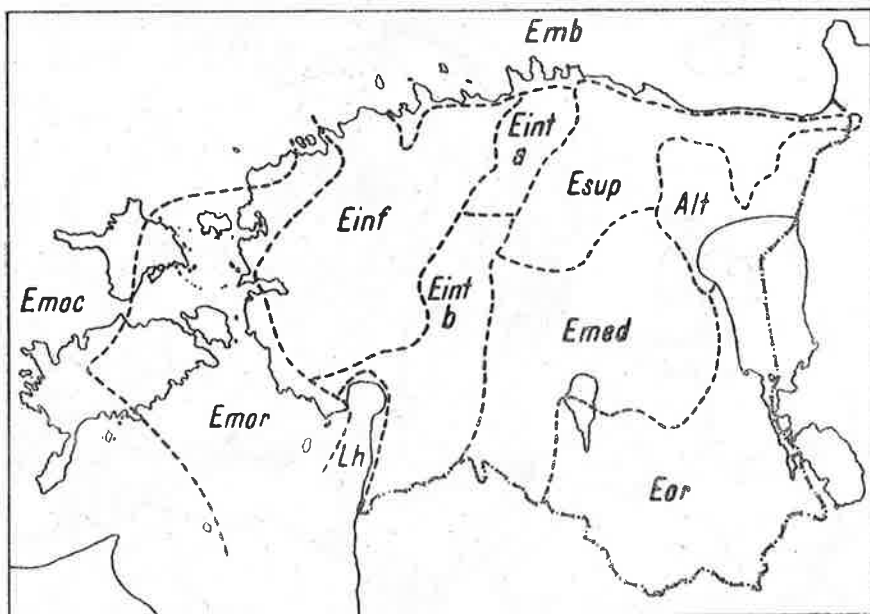 Emb
Eint
a
Esup
Alt
Einf
Eint
b
Emoc
Emed
Emor
Lh
Eor